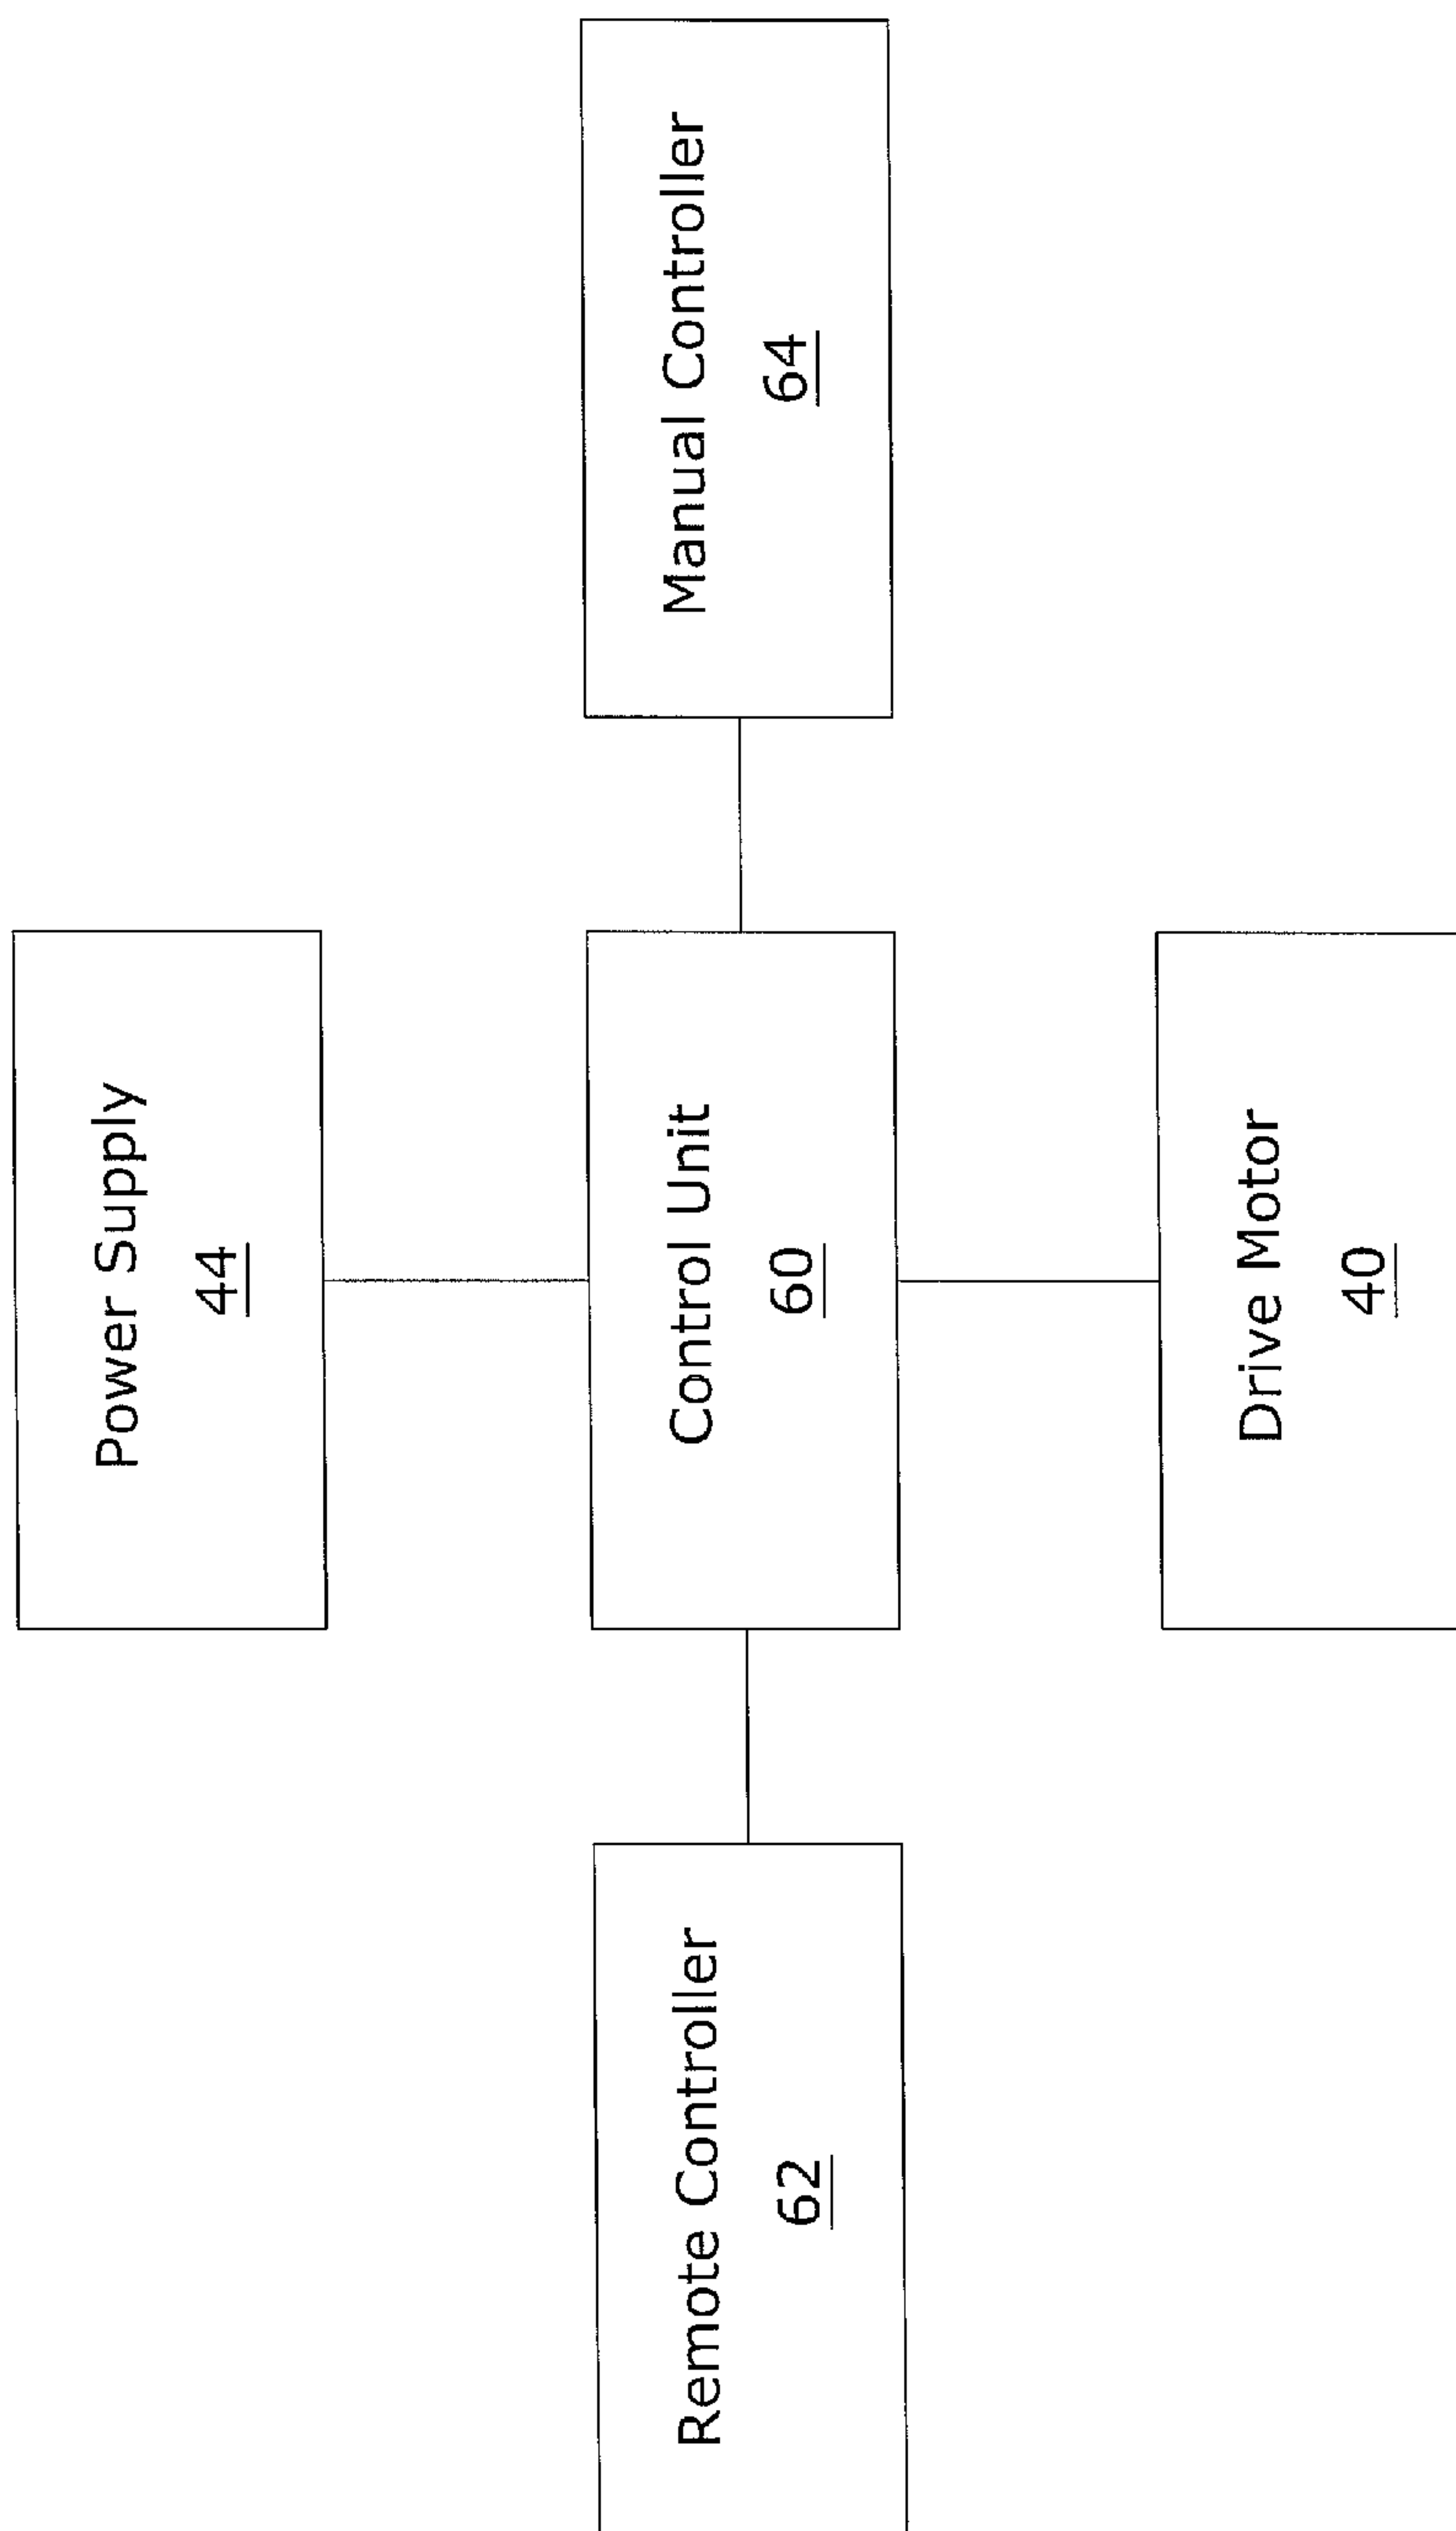 Power Supply
44
Remote Controller
62
Control Unit
60
Manual Controller
64
Drive Motor
40